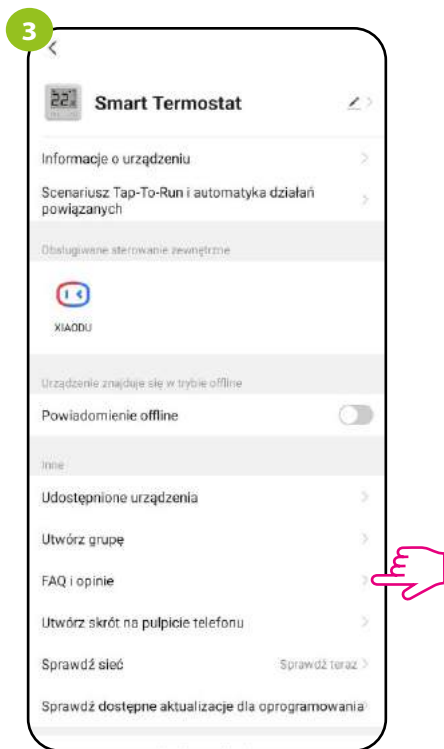 3
22
Smart Termostat
Informacje o urządzeniu
Scenariusz Tap-To-Run i automatyka działań
powiązanych
Obsługiwane sterowanie zewnętrzne
XIAODU
Urządzenie znajduje się w trybie offline
Powiadomienie offline
Inne
Udostępnione urządzenia
Utwórz grupę
FAQ i opinie
Utwórz skrót na pulpicie telefonu
Sprawdź sieć Sprawdź teraz
Sprawdź dostępne aktualizacje dla oprogramowania